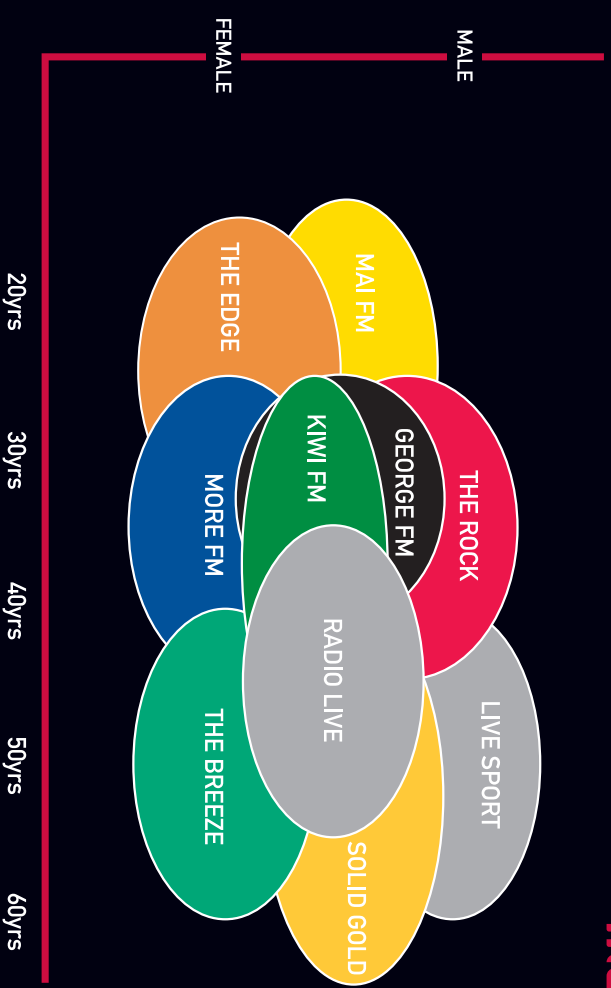 MALE
FEMALE
MAI FM
THE EDGE
THE ROCK
GEORGE FM
KIWI FM
MORE FM
LIVE SPORT
RADIO LIVE
THE BREEZE
SOLID GOLD
20yrs
30yrs
40yrs
50yrs
60yrs